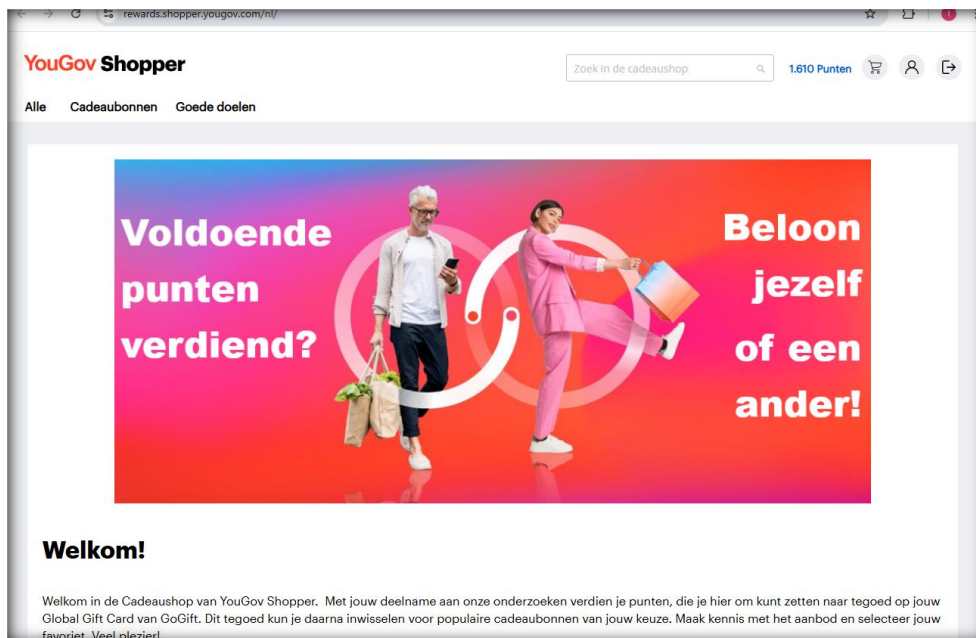 rewards.shopper.yougov.com/nl/
YouGov Shopper
Zoek in de cadeaushop
1.610 Punten
Alle Cadeaubonnen Goede doelen
Voldoende
punten
verdiend?
Beloon
jezelf
of een
ander!
Welkom!
Welkom in de Cadeaushop van YouGov Shopper. Met jouw deelname aan onze onderzoeken verdien je punten, die je hier om kunt zetten naar tegoed op jouw
Global Gift Card van GoGift. Dit tegoed kun je daarna inwisselen voor populaire cadeaubonnen van jouw keuze. Maak kennis met het aanbod en selecteer jouw
favoriet. Veel plezier!